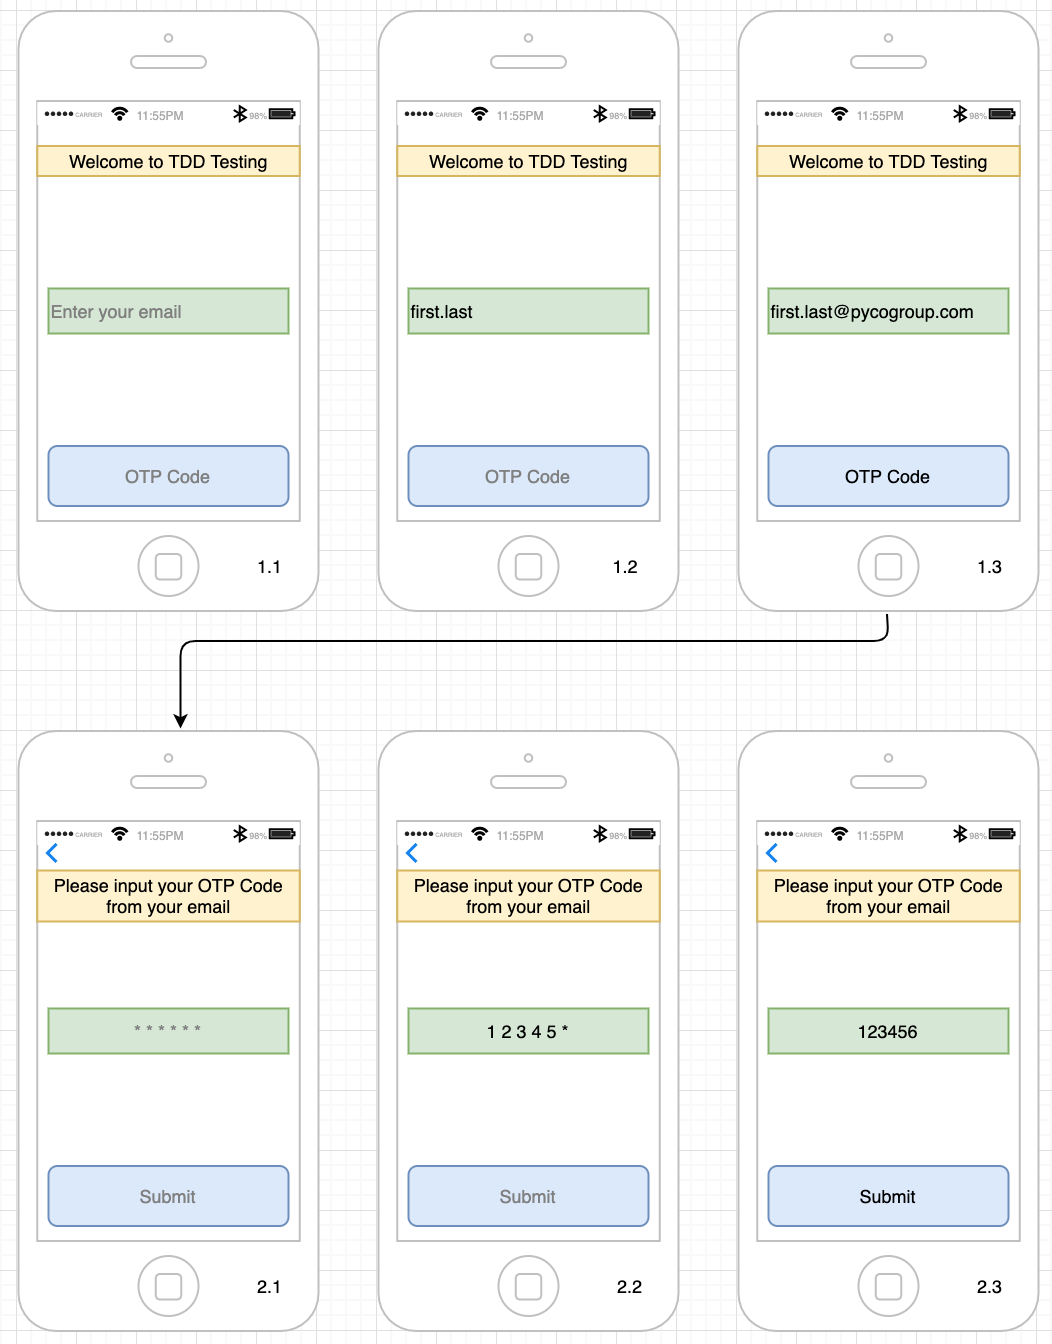 CARRIER 11:55PM 98%
Welcome to TDD Testing
Enter your email
OTP Code
1.1
CARRIER 11:55PM 98%
Welcome to TDD Testing
first.last
OTP Code
1.2
CARRIER 11:55PM 98%
Welcome to TDD Testing
first.last@pycogroup.com
OTP Code
1.3
CARRIER 11:55PM 98%
Please input your OTP Code
from your email
* * * * * *
Submit
2.1
CARRIER 11:55PM 98%
Please input your OTP Code
from your email
1 2 3 4 5 *
Submit
2.2
CARRIER 11:55PM 98%
Please input your OTP Code
from your email
123456
Submit
2.3